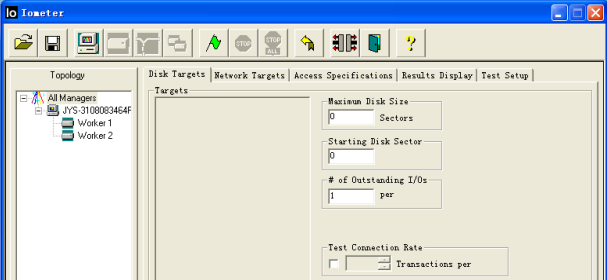 Io Iometer
STOP
STOP
ALL
Topology
Disk Targets Network Targets Access Specifications Results Display Test Setup
All Managers
JYS-3108083464F
Worker 1
Worker 2
Targets
Maximum Disk Size
0 Sectors
Starting Disk Sector
0
# of Outstanding I/Os
1 per
Test Connection Rate
Transactions per